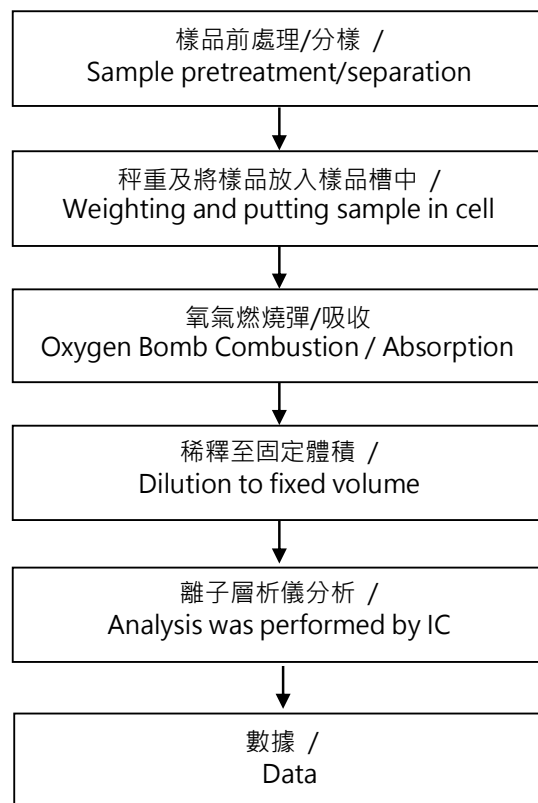 樣品前處理/分樣 /
Sample pretreatment/separation
秤重及將樣品放入樣品槽中 /
Weighting and putting sample in cell
氧氣燃燒彈/吸收
Oxygen Bomb Combustion / Absorption
稀釋至固定體積 /
Dilution to fixed volume
離子層析儀分析 /
Analysis was performed by IC
數據 /
Data